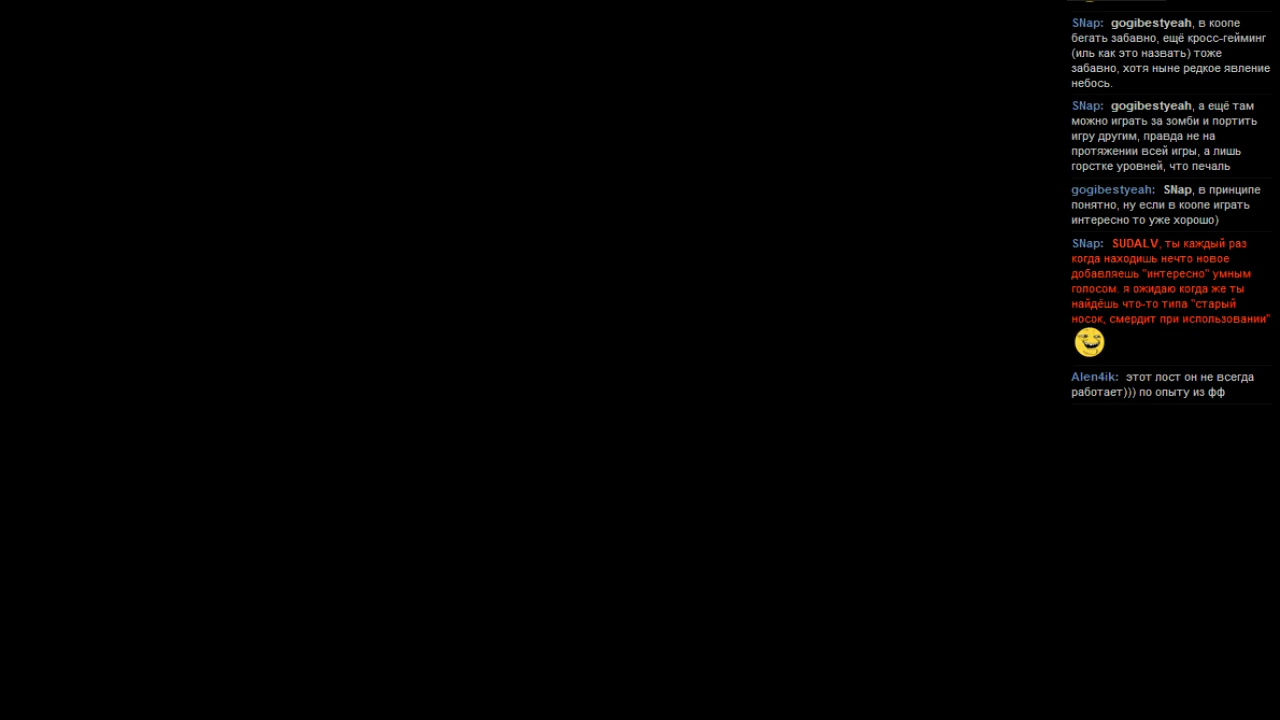 SNap: gogibestyeah, в коопе
бегать забавно, ещё кросс-гейминг
(иль как это назвать) тоже
забавно, хотя ныне редкое явление
небось.
SNap: gogibestyeah, а ещё там
можно играть за зомби и портить
игру другим, правда не на
протяжении всей игры, а лишь
горстке уровней, что печаль
gogibestyeah: SNap, в принципе
понятно, ну если в коопе играть
интересно то уже хорошо)
SNap: SUDALV, ты каждый раз
когда находишь нечто новое
добавляешь "интересно" умным
голосом. я ожидаю когда же ты
найдёшь что-то типа "старый
носок, смердит при использовании"
Alen4ik: этот лост он не всегда
работает))) по опыту из фф